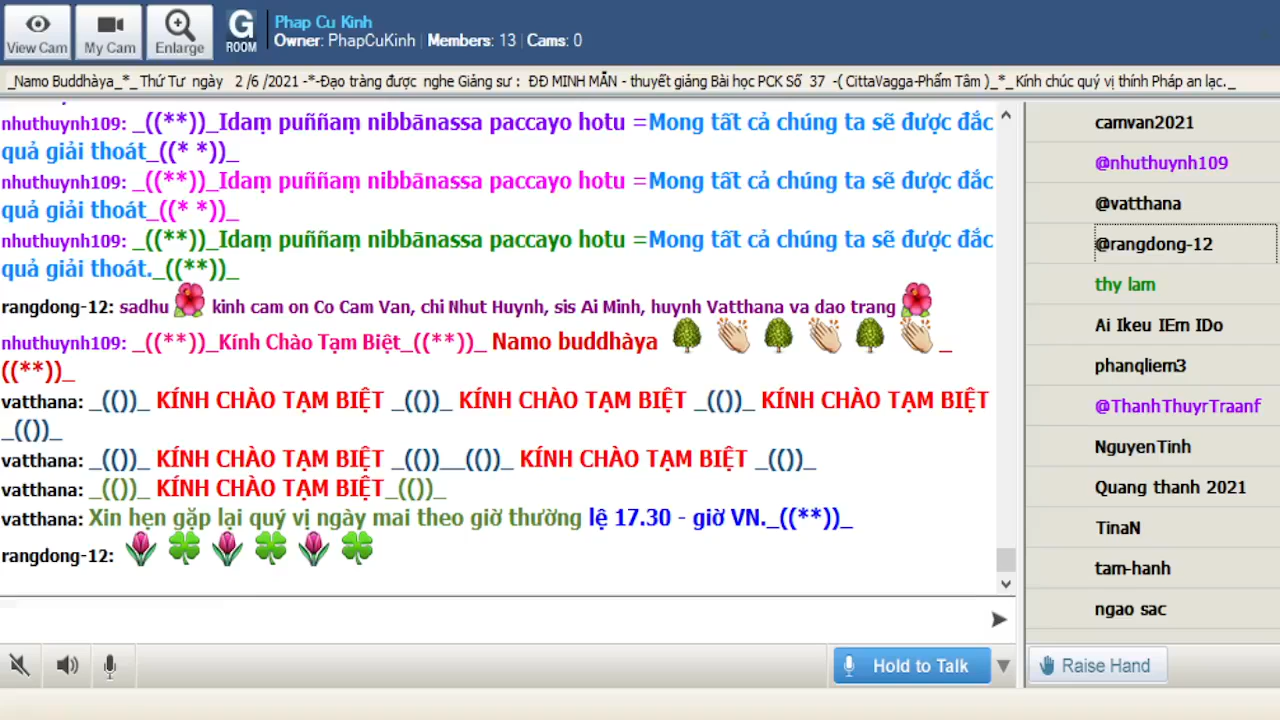 View Cam
My Cam
Enlarge
G
ROOM
Phap Cu Kinh
Owner: PhapCuKinh | Members: 13 | Cams: 0
_Namo Buddhàya_*_ Thứ Tư ngày 2 /6 /2021 -*-Đạo tràng được nghe Giảng sư : ĐĐ MINH MẪN - thuyết giảng Bài học PCK Số 37 -( CittaVagga-Phẩm Tâm )_*_ Kính chúc quý vị thính Pháp an lạc._
nhuthuynh109: _((**))_Idaṃ puññaṃ nibbānassa paccayo hotu =Mong tất cả chúng ta sẽ được đắc
quả giải thoát_((* *))_
nhuthuynh109: _((**))_Idaṃ puññaṃ nibbānassa paccayo hotu =Mong tất cả chúng ta sẽ được đắc
quả giải thoát_((* *))_
nhuthuynh109: _((**))_Idaṃ puññaṃ nibbānassa paccayo hotu =Mong tất cả chúng ta sẽ được đắc
quả giải thoát._((**))_
rangdong-12: sadhu 🌺 kinh cam on Co Cam Van, chi Nhut Huynh, sis Ai Minh, huynh Vatthana va dao trang 🌺
nhuthuynh109: _((**))_Kính Chào Tạm Biệt_((**))_ Namo buddhàya 🌳 👏 🌳 👏 🌳 👏 _
((**))_
vatthana: _(())_ KÍNH CHÀO TẠM BIỆT _(())_ KÍNH CHÀO TẠM BIỆT _(())_ KÍNH CHÀO TẠM BIỆT
_(())_
vatthana: _(())_ KÍNH CHÀO TẠM BIỆT _(())__(())_ KÍNH CHÀO TẠM BIỆT _(())_
vatthana: _(())_ KÍNH CHÀO TẠM BIỆT_(())_
vatthana: Xin hẹn gặp lại quý vị ngày mai theo giờ thường lệ 17.30 - giờ VN._((**))_
rangdong-12: 🌷 🍀 🌷 🍀 🌷 🍀
camvan2021
@nhuthuynh109
@vatthana
@rangdong-12
thy lam
Ai Ikeu IEm IDo
phanqliem3
@ThanhThuyrTraanf
NguyenTinh
Quang thanh 2021
TinaN
tam-hanh
ngao sac
Hold to Talk
Raise Hand